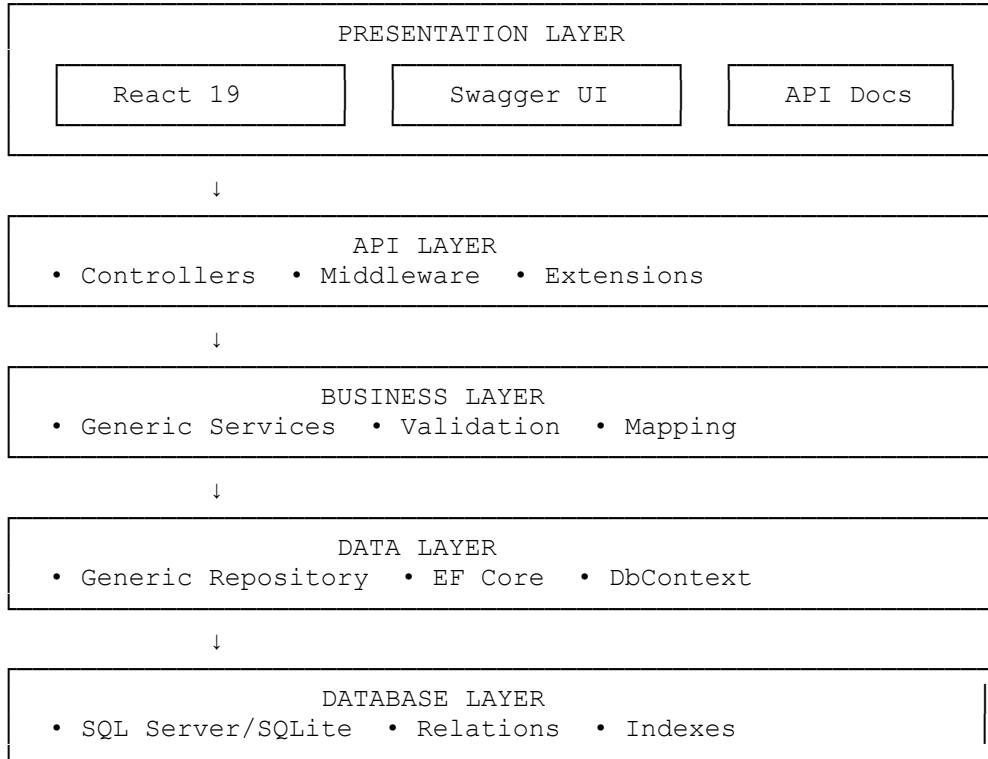 PRESENTATION LAYER
React 19 Swagger UI API Docs
↓
API LAYER
• Controllers • Middleware • Extensions
↓
BUSINESS LAYER
• Generic Services • Validation • Mapping
↓
DATA LAYER
• Generic Repository • EF Core • DbContext
↓
DATABASE LAYER
• SQL Server/SQLite • Relations • Indexes